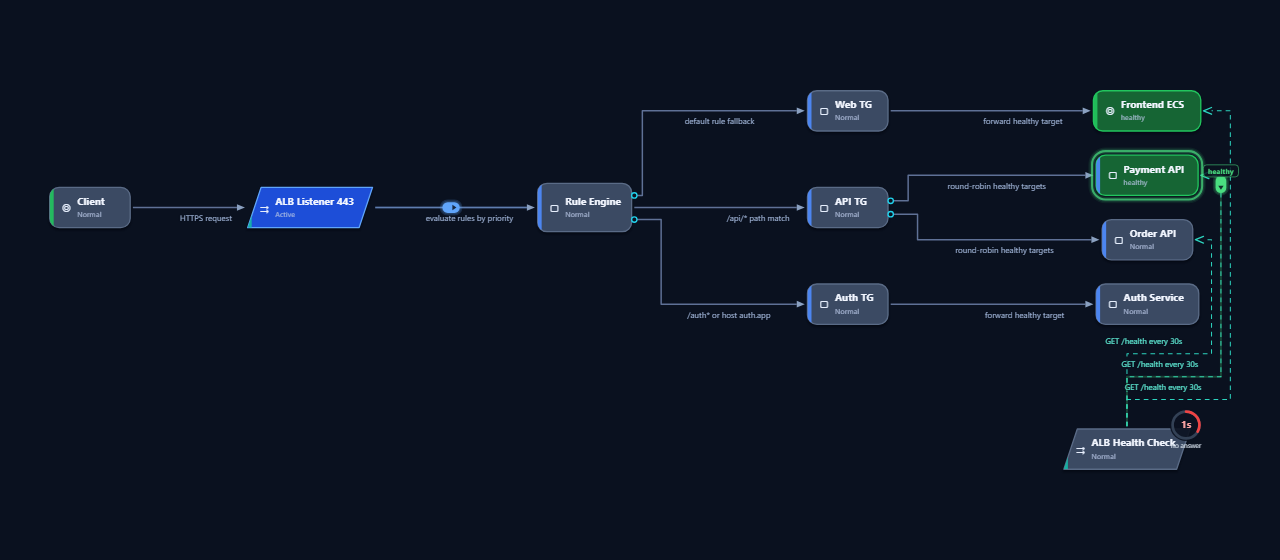 Client
Normal
HTTPS request
ALB Listener 443
Active
evaluate rules by priority
Rule Engine
Normal
default rule fallback
/api/* path match
/auth* or host auth.app
Web TG
Normal
API TG
Normal
Auth TG
Normal
forward healthy target
round-robin healthy targets
round-robin healthy targets
forward healthy target
Frontend ECS
healthy
Payment API
healthy
healthy
Order API
Normal
Auth Service
Normal
GET /health every 30s
GET /health every 30s
GET /health every 30s
ALB Health Check
Normal
1s
no answer